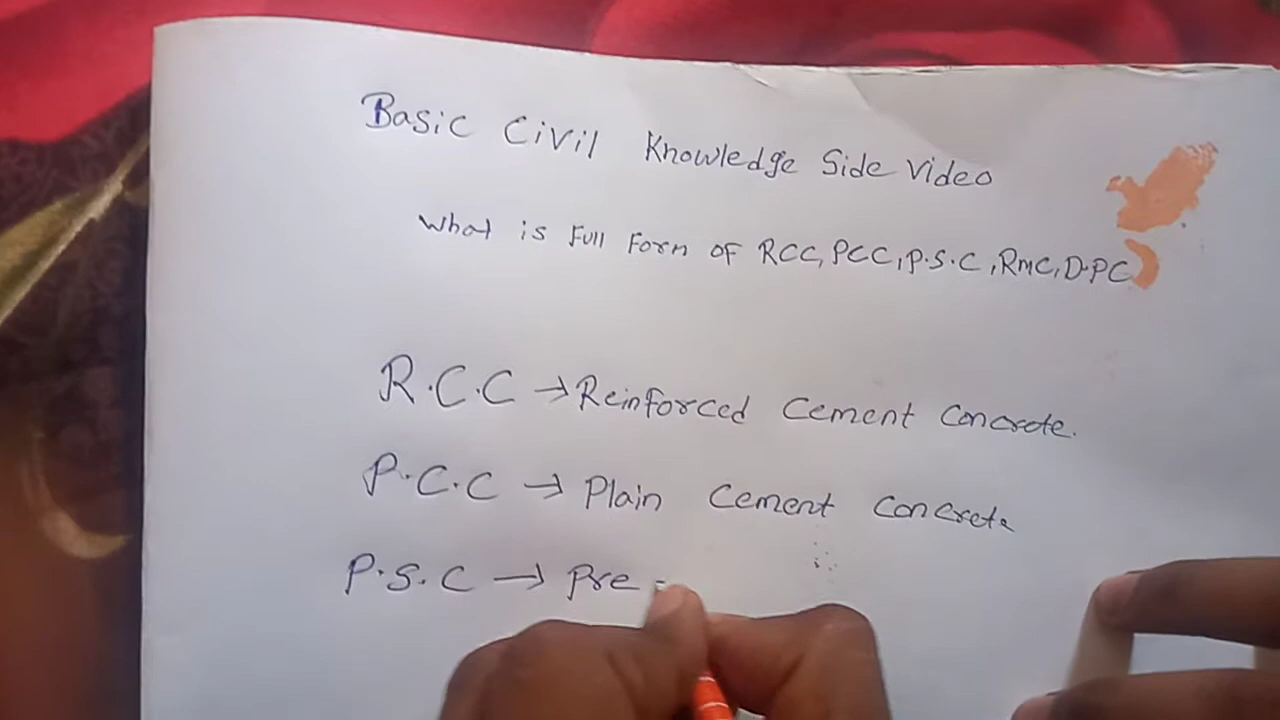 Basic Civil Knowledge Side Video
What is Full Form of RCC, PCC, P.S.C, RMC, D.PC
R.C.C → Reinforced Cement Concrete.
P.C.C → Plain Cement Concrete
P.S.C → Pre